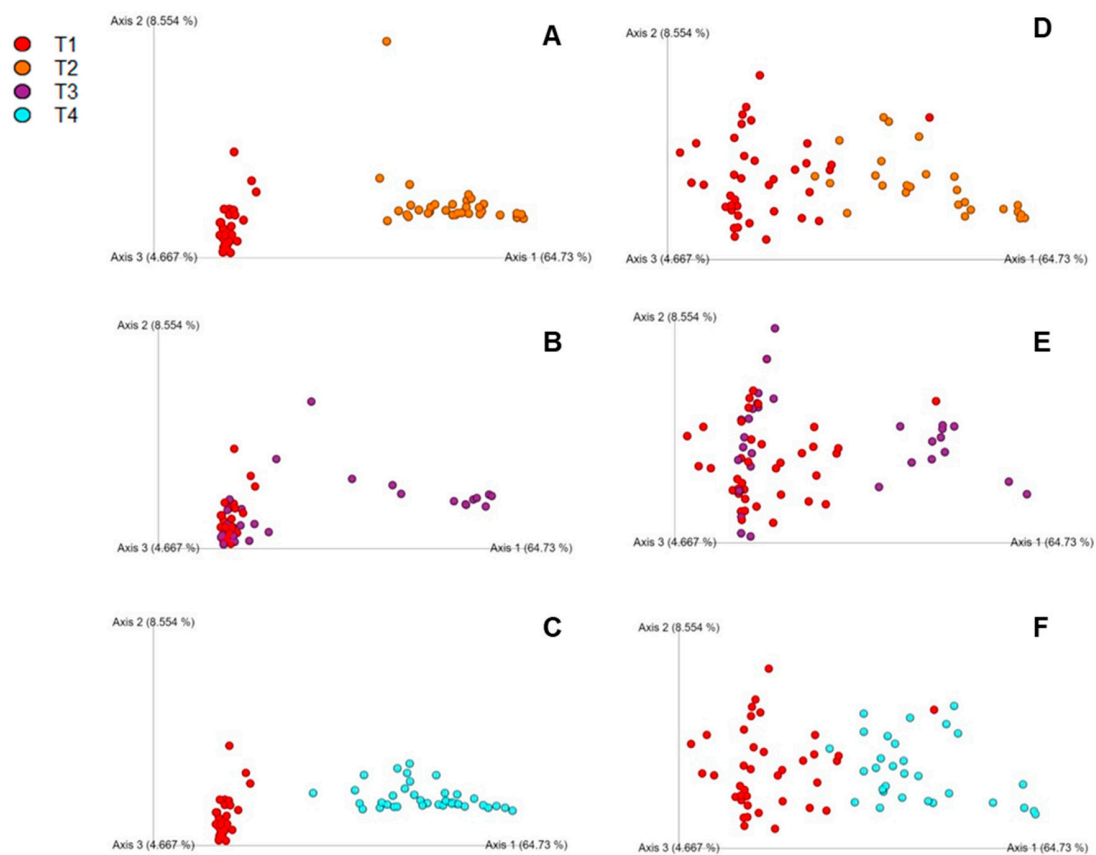 Axis 2 (8.554 %)
A
T1
T2
T3
T4
Axis 3 (4.667 %)
Axis 1 (64.73 %)
Axis 2 (8.554 %)
D
Axis 3 (4.667 %)
Axis 1 (64.73 %)
Axis 2 (8.554 %)
B
Axis 3 (4.667 %)
Axis 1 (64.73 %)
Axis 2 (8.554 %)
E
Axis 3 (4.667 %)
Axis 1 (64.73 %)
Axis 2 (8.554 %)
C
Axis 3 (4.667 %)
Axis 1 (64.73 %)
Axis 2 (8.554 %)
F
Axis 3 (4.667 %)
Axis 1 (64.73 %)